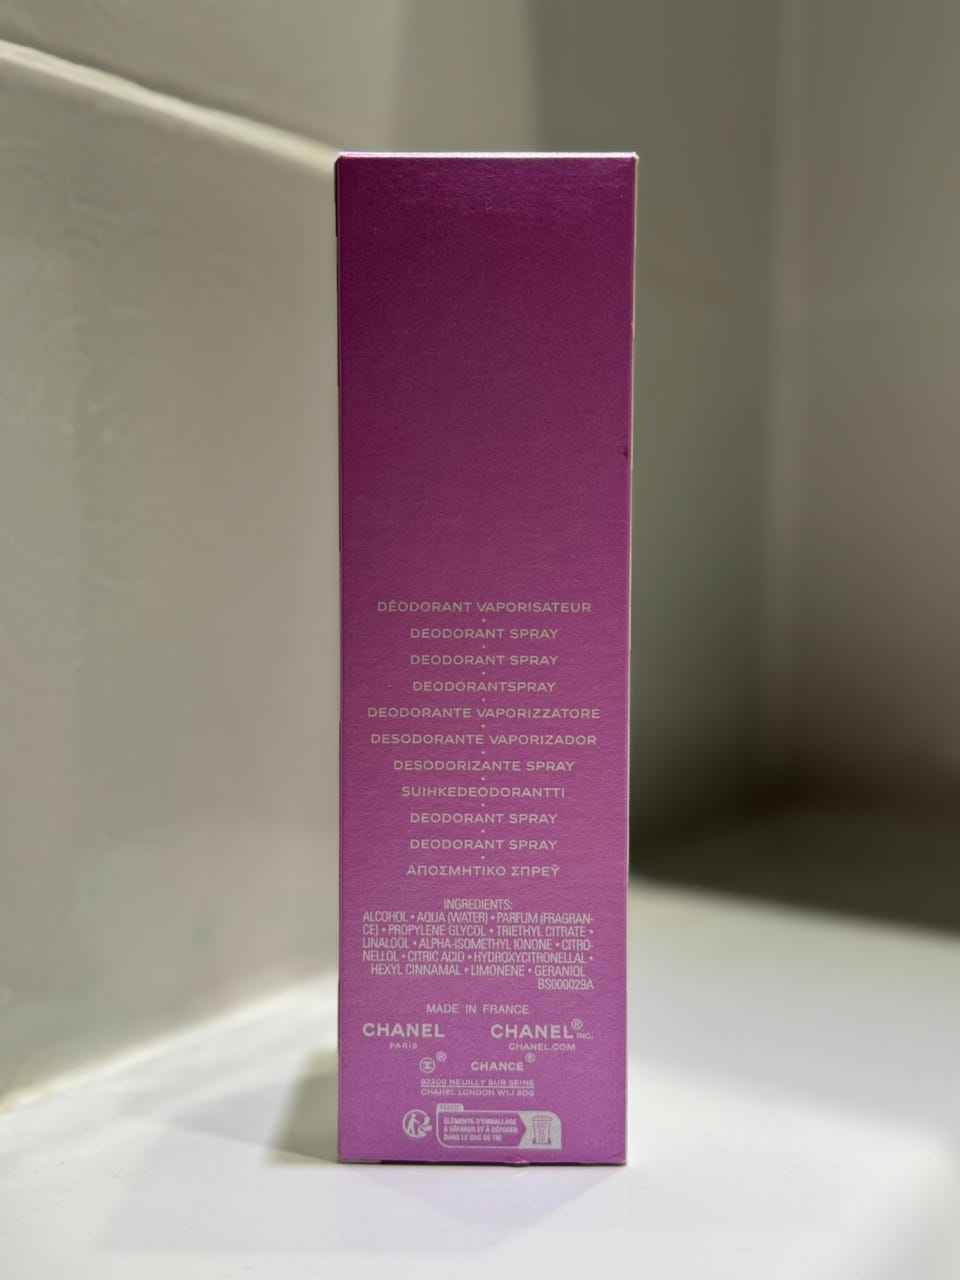 DÉODORANT VAPORISATEUR
•
DEODORANT SPRAY
•
DEODORANT SPRAY
•
DEODORANTSPRAY
•
DEODORANTE VAPORIZZATORE
•
DESODORANTE VAPORIZADOR
•
DESODORIZANTE SPRAY
•
SUIHKEDEODORANTTI
•
DEODORANT SPRAY
•
DEODORANT SPRAY
•
ΑΠΟΣΜΗΤΙΚΟ ΣΠΡΕΫ
INGREDIENTS:
ALCOHOL • AQUA (WATER) • PARFUM (FRAGRAN-
CE) • PROPYLENE GLYCOL • TRIETHYL CITRATE •
LINALOOL • ALPHA-ISOMETHYL IONONE • CITRO-
NELLOL • CITRIC ACID • HYDROXYCITRONELLAL •
HEXYL CINNAMAL • LIMONENE • GERANIOL
BS000029A
MADE IN FRANCE
CHANEL CHANEL® INC.
PARIS CHANEL.COM
® CHANCE®
92200 NEUILLY SUR SEINE
CHANEL LONDON W1J 6DG
FRANCE
ÉLÉMENTS D'EMBALLAGE
À SÉPARER ET À DÉPOSER
DANS LE BAC DE TRI